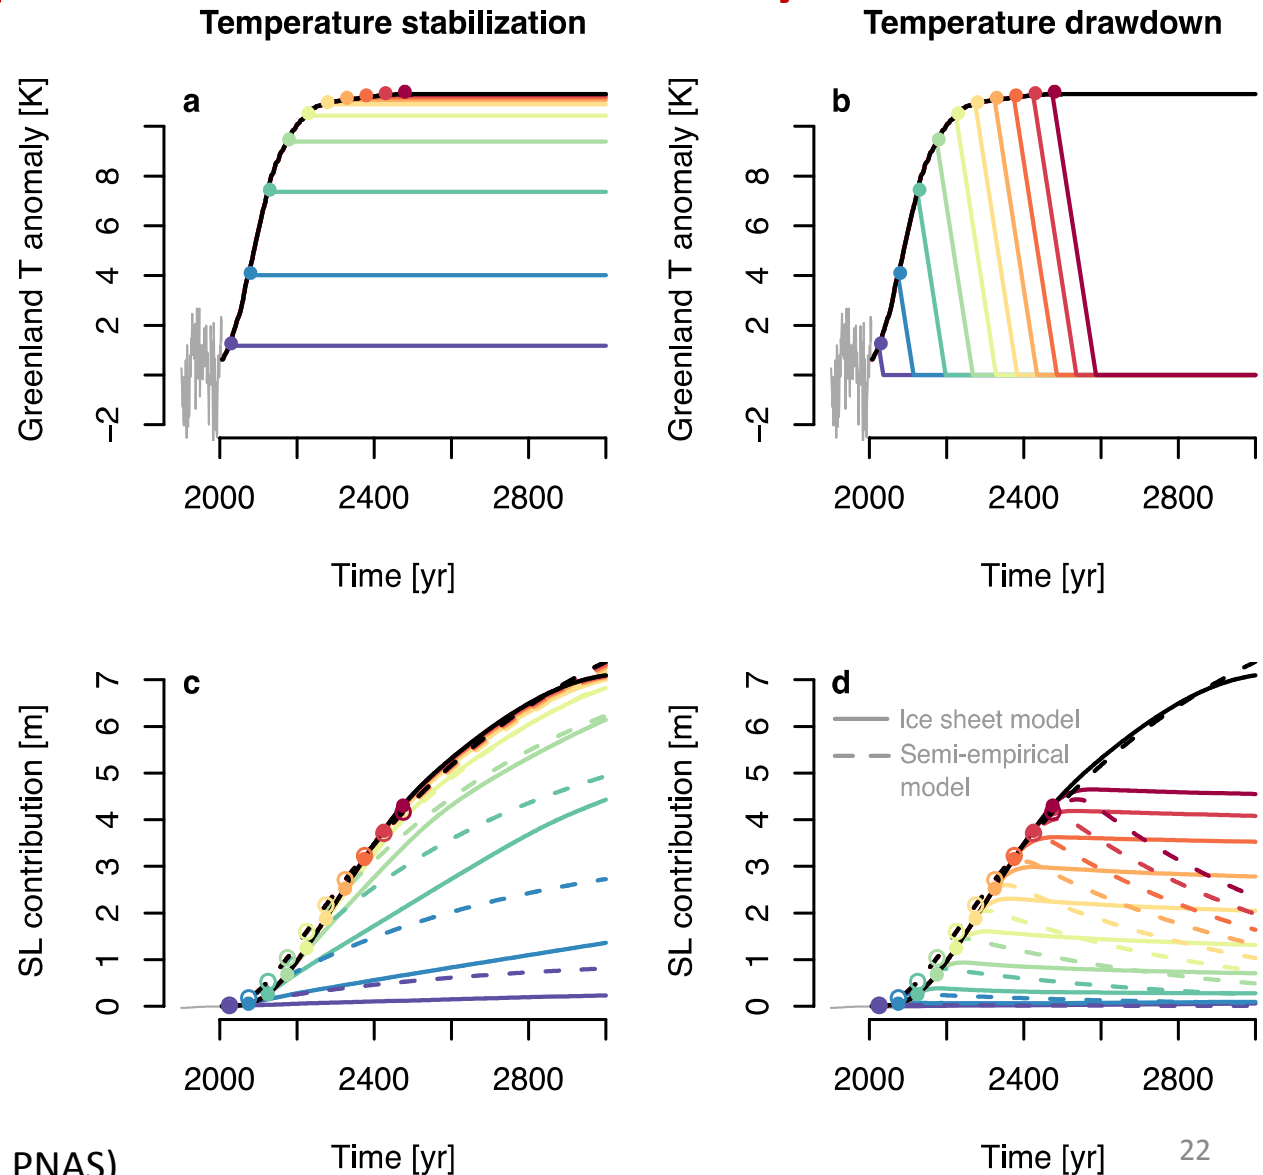 Temperature stabilization
Temperature drawdown
a
Greenland T anomaly [K]
8
6
4
2
−2
2000 2400 2800
Time [yr]
b
Greenland T anomaly [K]
8
6
4
2
−2
2000 2400 2800
Time [yr]
c
SL contribution [m]
7
6
5
4
3
2
1
0
2000 2400 2800
Time [yr]
d
Ice sheet model
Semi-empirical
model
SL contribution [m]
7
6
5
4
3
2
1
0
2000 2400 2800
Time [yr]
PNAS)
22